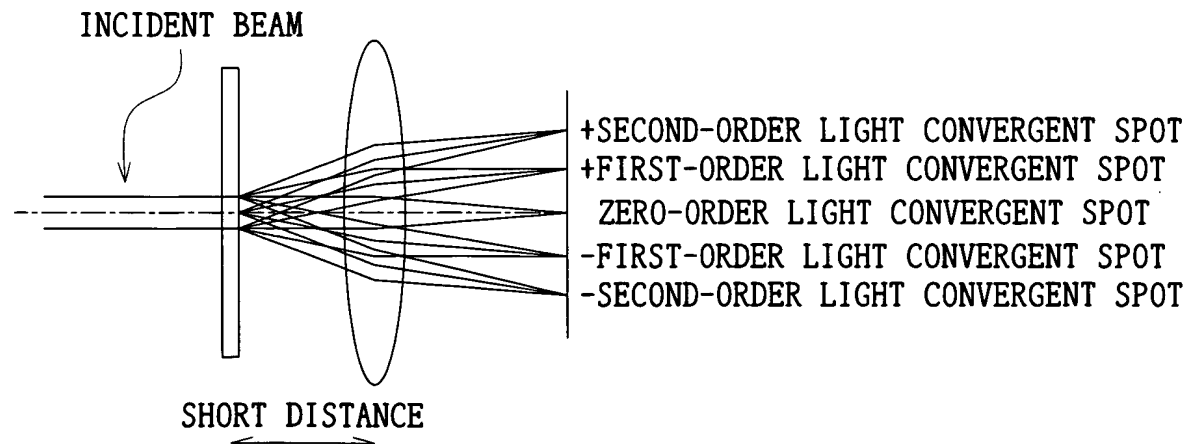 INCIDENT BEAM
+SECOND-ORDER LIGHT CONVERGENT SPOT
+FIRST-ORDER LIGHT CONVERGENT SPOT
ZERO-ORDER LIGHT CONVERGENT SPOT
-FIRST-ORDER LIGHT CONVERGENT SPOT
-SECOND-ORDER LIGHT CONVERGENT SPOT
SHORT DISTANCE